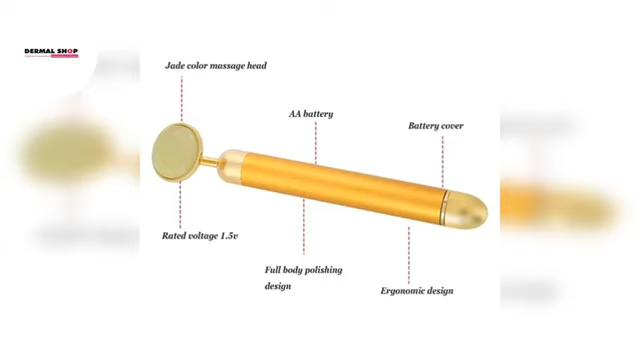 DERMAL SHOP
Jade color massage head
AA battery
Battery cover
Rated voltage 1.5v
Full body polishing
design
Ergonomic design